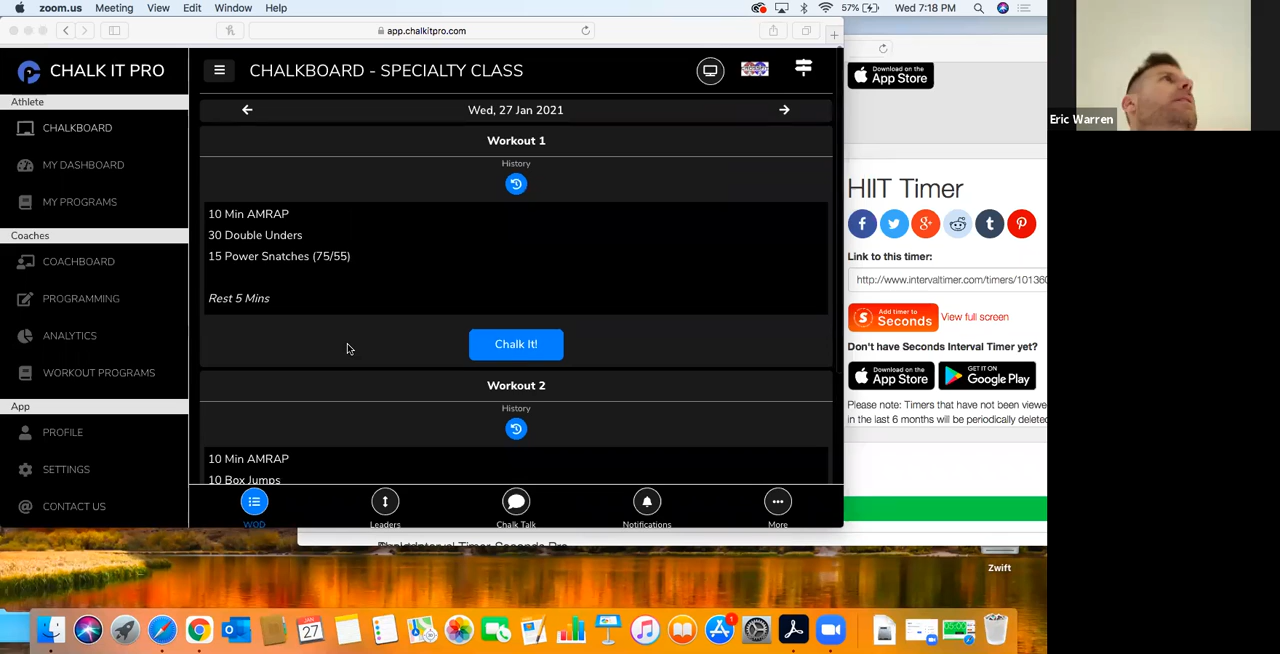 zoom.us Meeting View Edit Window Help
57% Wed 7:18 PM
app.chalkitpro.com
CHALK IT PRO
CHALKBOARD - SPECIALTY CLASS
Athlete
CHALKBOARD
MY DASHBOARD
MY PROGRAMS
Coaches
COACHBOARD
PROGRAMMING
ANALYTICS
WORKOUT PROGRAMS
App
PROFILE
SETTINGS
CONTACT US
Wed, 27 Jan 2021
Workout 1
History
10 Min AMRAP
30 Double Unders
15 Power Snatches (75/55)
Rest 5 Mins
Chalk It!
Workout 2
History
10 Min AMRAP
10 Box Jumps
WOD
Leaders
Chalk Talk
Notifications
More
Download on the
App Store
HIIT Timer
Link to this timer:
http://www.intervaltimer.com/timers/101360
Add timer to
Seconds
View full screen
Don't have Seconds Interval Timer yet?
Download on the
App Store
GET IT ON
Google Play
Please note: Timers that have not been viewed
in the last 6 months will be periodically deleted
Interval Timer Seconds Pro
Zwift
JAN
27
1
Eric Warren